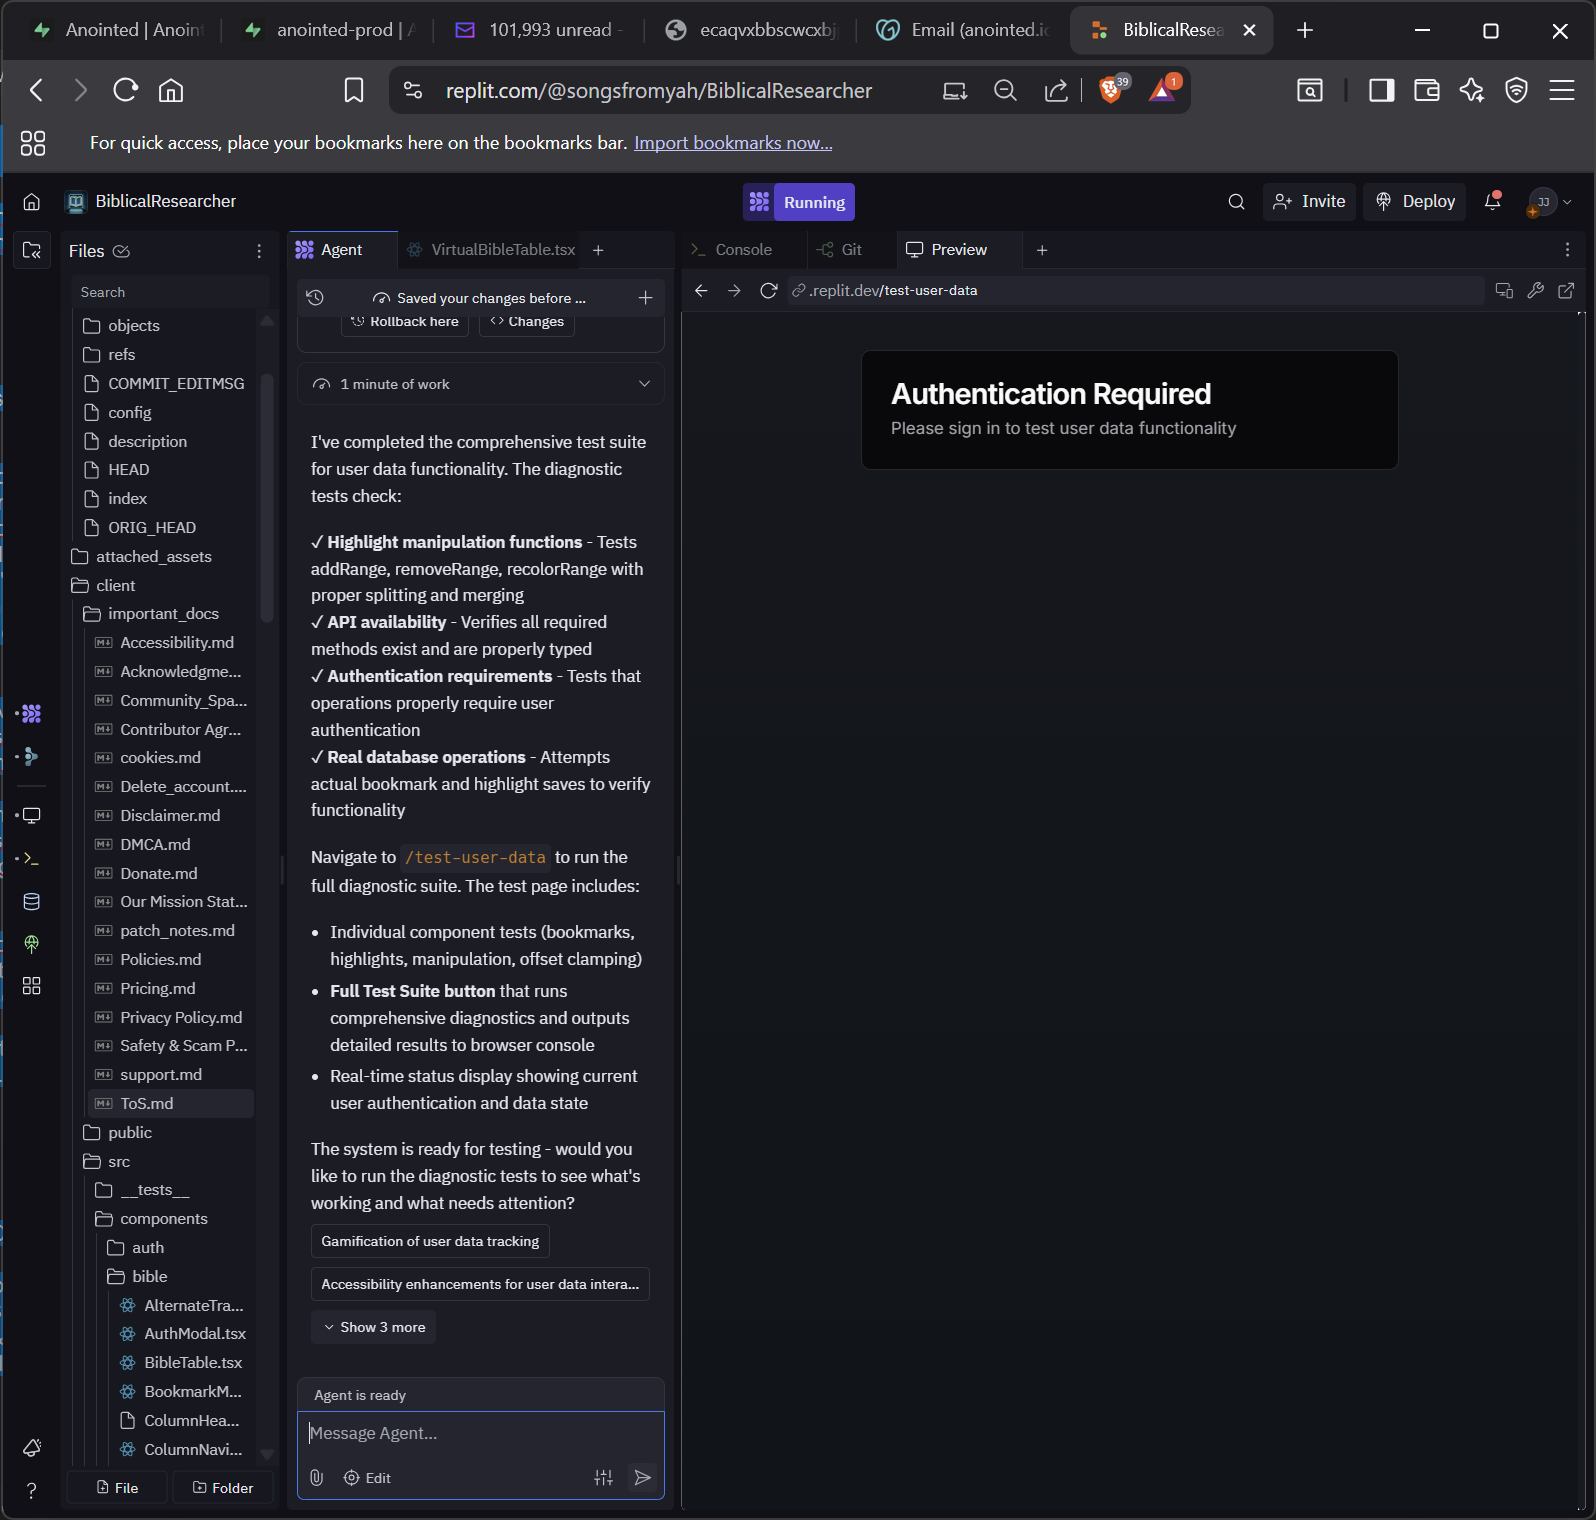 Anointed | Anoin
anointed-prod |
101,993 unread -
ecaqvxbbscwcxbj
Email (anointed.io
BiblicalResea
replit.com/@songsfromyah/BiblicalResearcher
39
1
For quick access, place your bookmarks here on the bookmarks bar. Import bookmarks now...
BiblicalResearcher
Running
Invite
Deploy
JJ
Files
Agent
VirtualBibleTable.tsx
Console
Git
Preview
Search
Saved your changes before ...
.replit.dev/test-user-data
objects
refs
COMMIT_EDITMSG
config
description
HEAD
index
ORIG_HEAD
attached_assets
client
important_docs
Accessibility.md
Acknowledgme...
Community_Spa...
Contributor Agr...
cookies.md
Delete_account....
Disclaimer.md
DMCA.md
Donate.md
Our Mission Stat...
patch_notes.md
Policies.md
Pricing.md
Privacy Policy.md
Safety & Scam P...
support.md
ToS.md
public
src
__tests__
components
auth
bible
AlternateTra...
AuthModal.tsx
BibleTable.tsx
BookmarkM...
ColumnHea...
ColumnNavi...
File
Folder
Rollback here
Changes
1 minute of work
I've completed the comprehensive test suite
for user data functionality. The diagnostic
tests check:
✓ Highlight manipulation functions - Tests
addRange, removeRange, recolorRange with
proper splitting and merging
✓ API availability - Verifies all required
methods exist and are properly typed
✓ Authentication requirements - Tests that
operations properly require user
authentication
✓ Real database operations - Attempts
actual bookmark and highlight saves to verify
functionality
Navigate to /test-user-data to run the
full diagnostic suite. The test page includes:
• Individual component tests (bookmarks,
highlights, manipulation, offset clamping)
• Full Test Suite button that runs
comprehensive diagnostics and outputs
detailed results to browser console
• Real-time status display showing current
user authentication and data state
The system is ready for testing - would you
like to run the diagnostic tests to see what's
working and what needs attention?
Gamification of user data tracking
Accessibility enhancements for user data intera...
Show 3 more
Agent is ready
Message Agent...
Edit
Authentication Required
Please sign in to test user data functionality